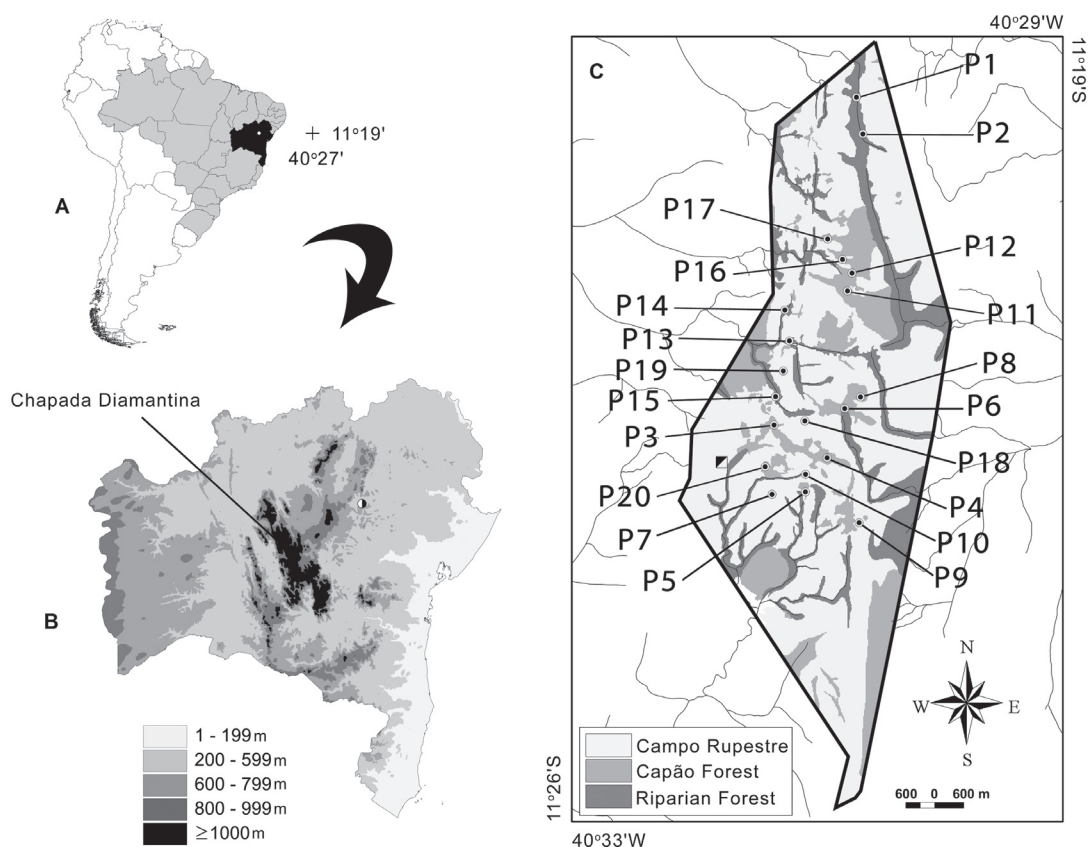 A
+ 11°19'
40°27'
Chapada Diamantina
B
1 - 199m
200 - 599m
600 - 799m
800 - 999m
≥1000m
40°29'W
11°19'S
C
P1
P2
P17
P12
P16
P14
P11
P13
P19
P8
P15
P6
P3
P18
P20
P4
P7
P10
P5
P9
N
W
E
S
Campo Rupestre
Capão Forest
Riparian Forest
600 0 600 m
11°26'S
40°33'W